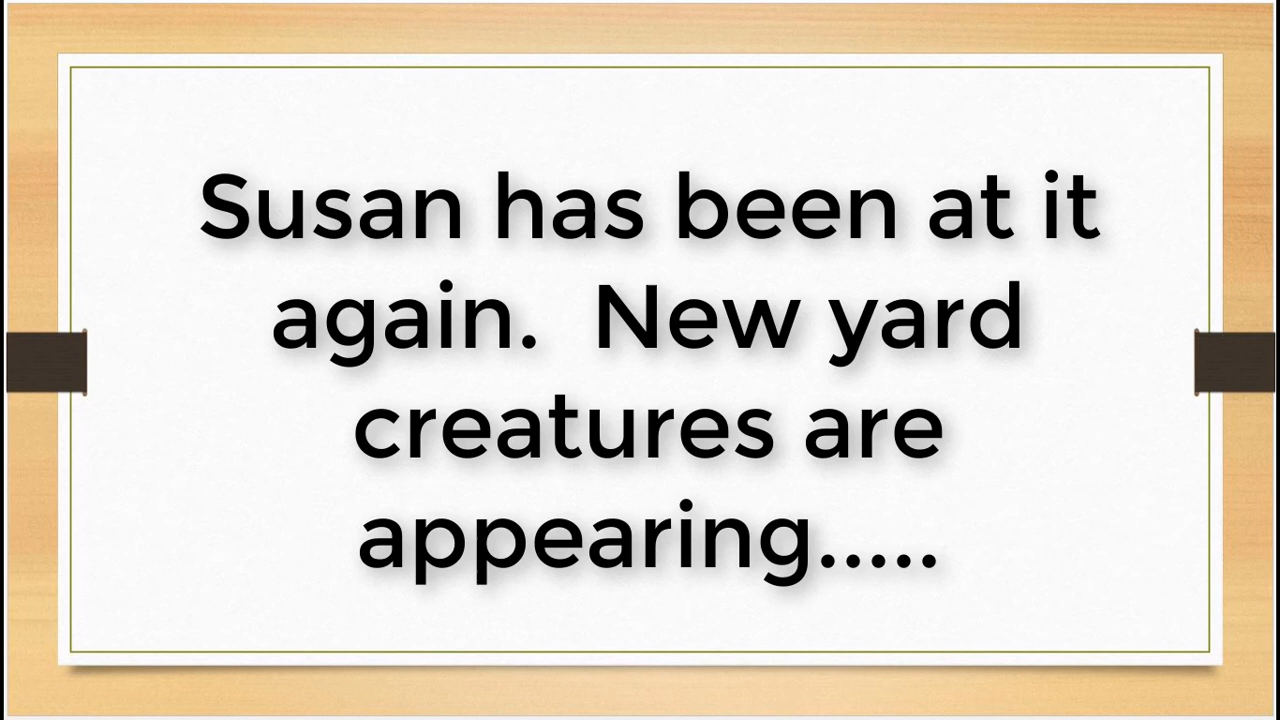 Susan has been at it
again.  New yard
creatures are
appearing.....